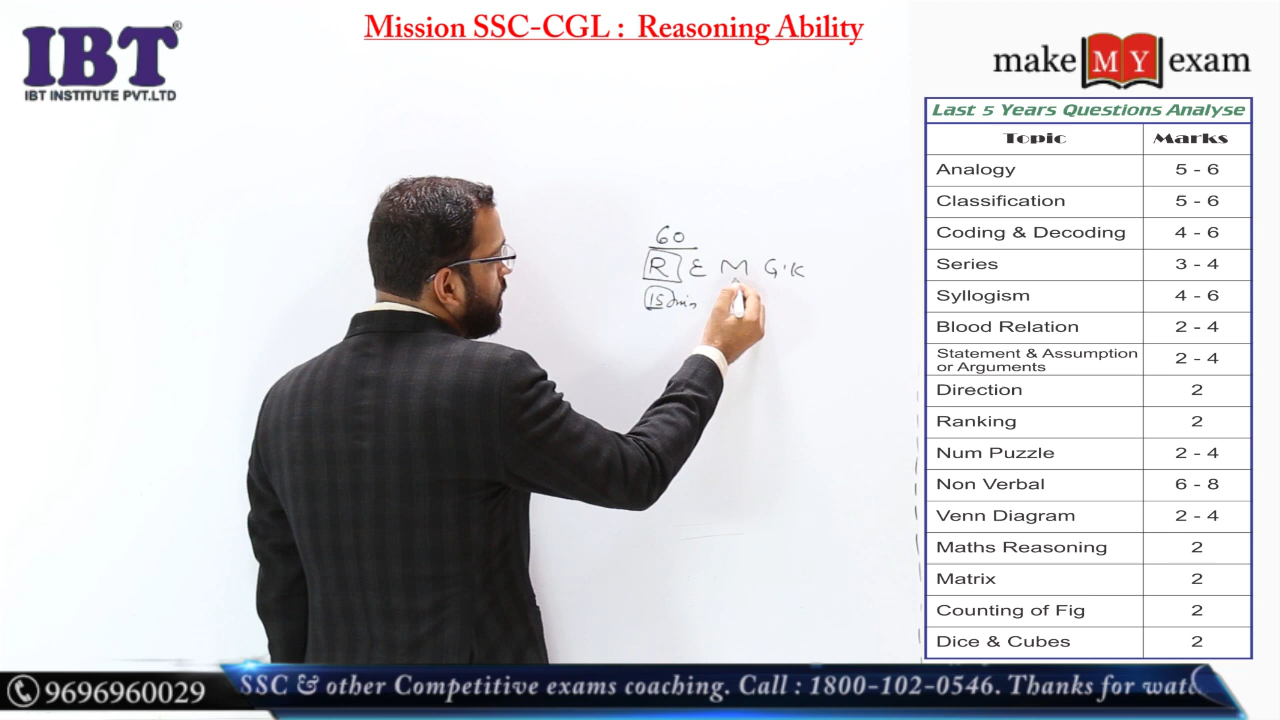 Mission SSC-CGL : Reasoning Ability
IBT®
IBT INSTITUTE PVT.LTD
make MY exam
Last 5 Years Questions Analyse
Topic Marks
Analogy 5 - 6
Classification 5 - 6
Coding & Decoding 4 - 6
Series 3 - 4
Syllogism 4 - 6
Blood Relation 2 - 4
Statement & Assumption
or Arguments 2 - 4
Direction 2
Ranking 2
Num Puzzle 2 - 4
Non Verbal 6 - 8
Venn Diagram 2 - 4
Maths Reasoning 2
Matrix 2
Counting of Fig 2
Dice & Cubes 2
60
R E M G.K
15 min
9696960029 SSC & other Competitive exams coaching. Call : 1800-102-0546. Thanks for wat